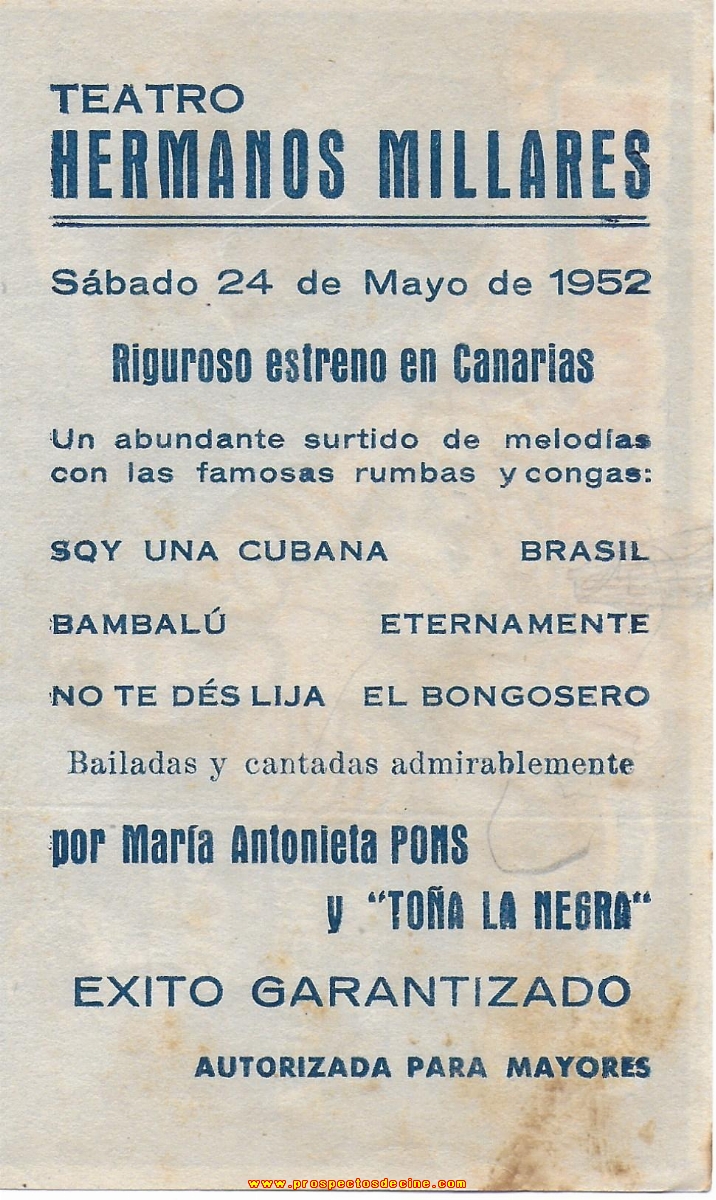 TEATRO
HERMANOS MILLARES
Sábado 24 de Mayo de 1952
Riguroso estreno en Canarias
Un abundante surtido de melodías
con las famosas rumbas y congas:
SOY UNA CUBANA BRASIL
BAMBALÚ ETERNAMENTE
NO TE DÉS LIJA EL BONGOSERO
Bailadas y cantadas admirablemente
por María Antonieta PONS
y "TOÑA LA NEGRA"
EXITO GARANTIZADO
AUTORIZADA PARA MAYORES
www.prospectosdecine.com